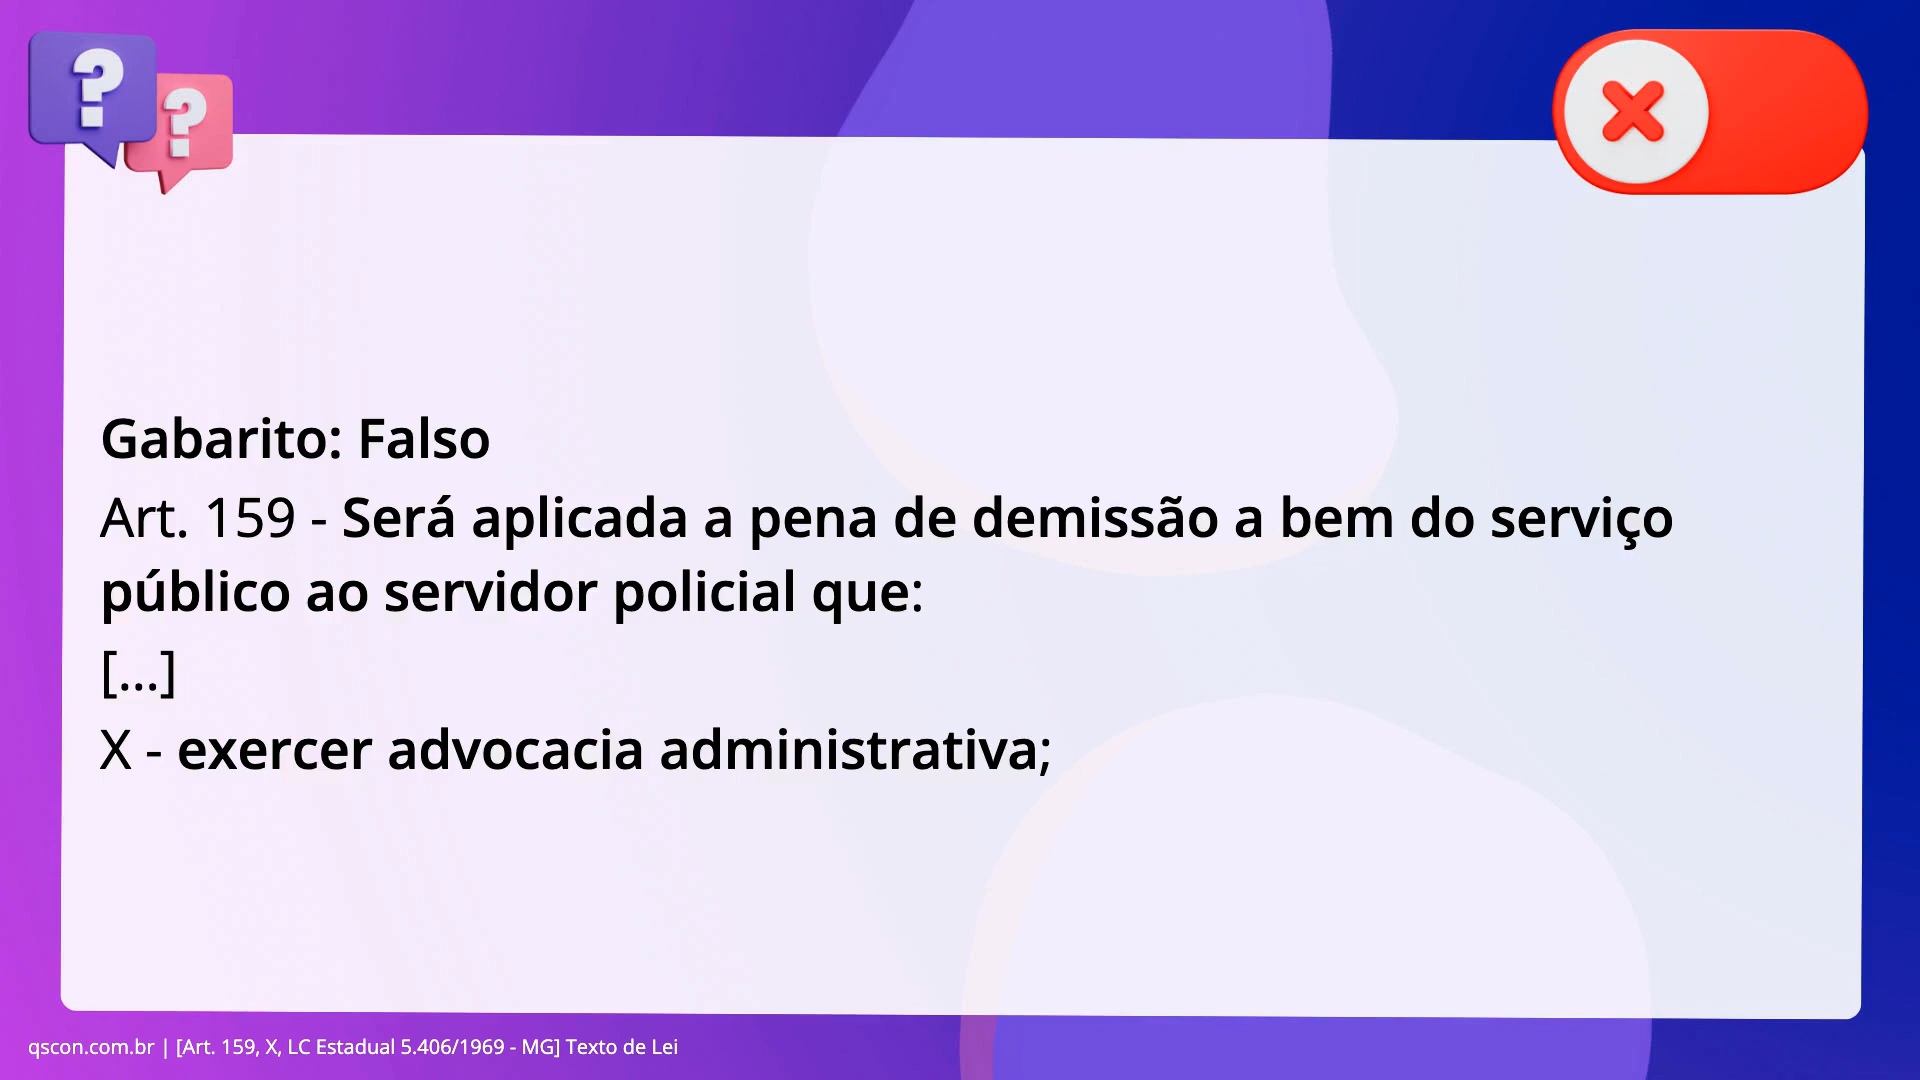 Gabarito: Falso
Art. 159 - Será aplicada a pena de demissão a bem do serviço
público ao servidor policial que:
[...]
X - exercer advocacia administrativa;
qscon.com.br | [Art. 159, X, LC Estadual 5.406/1969 - MG] Texto de Lei